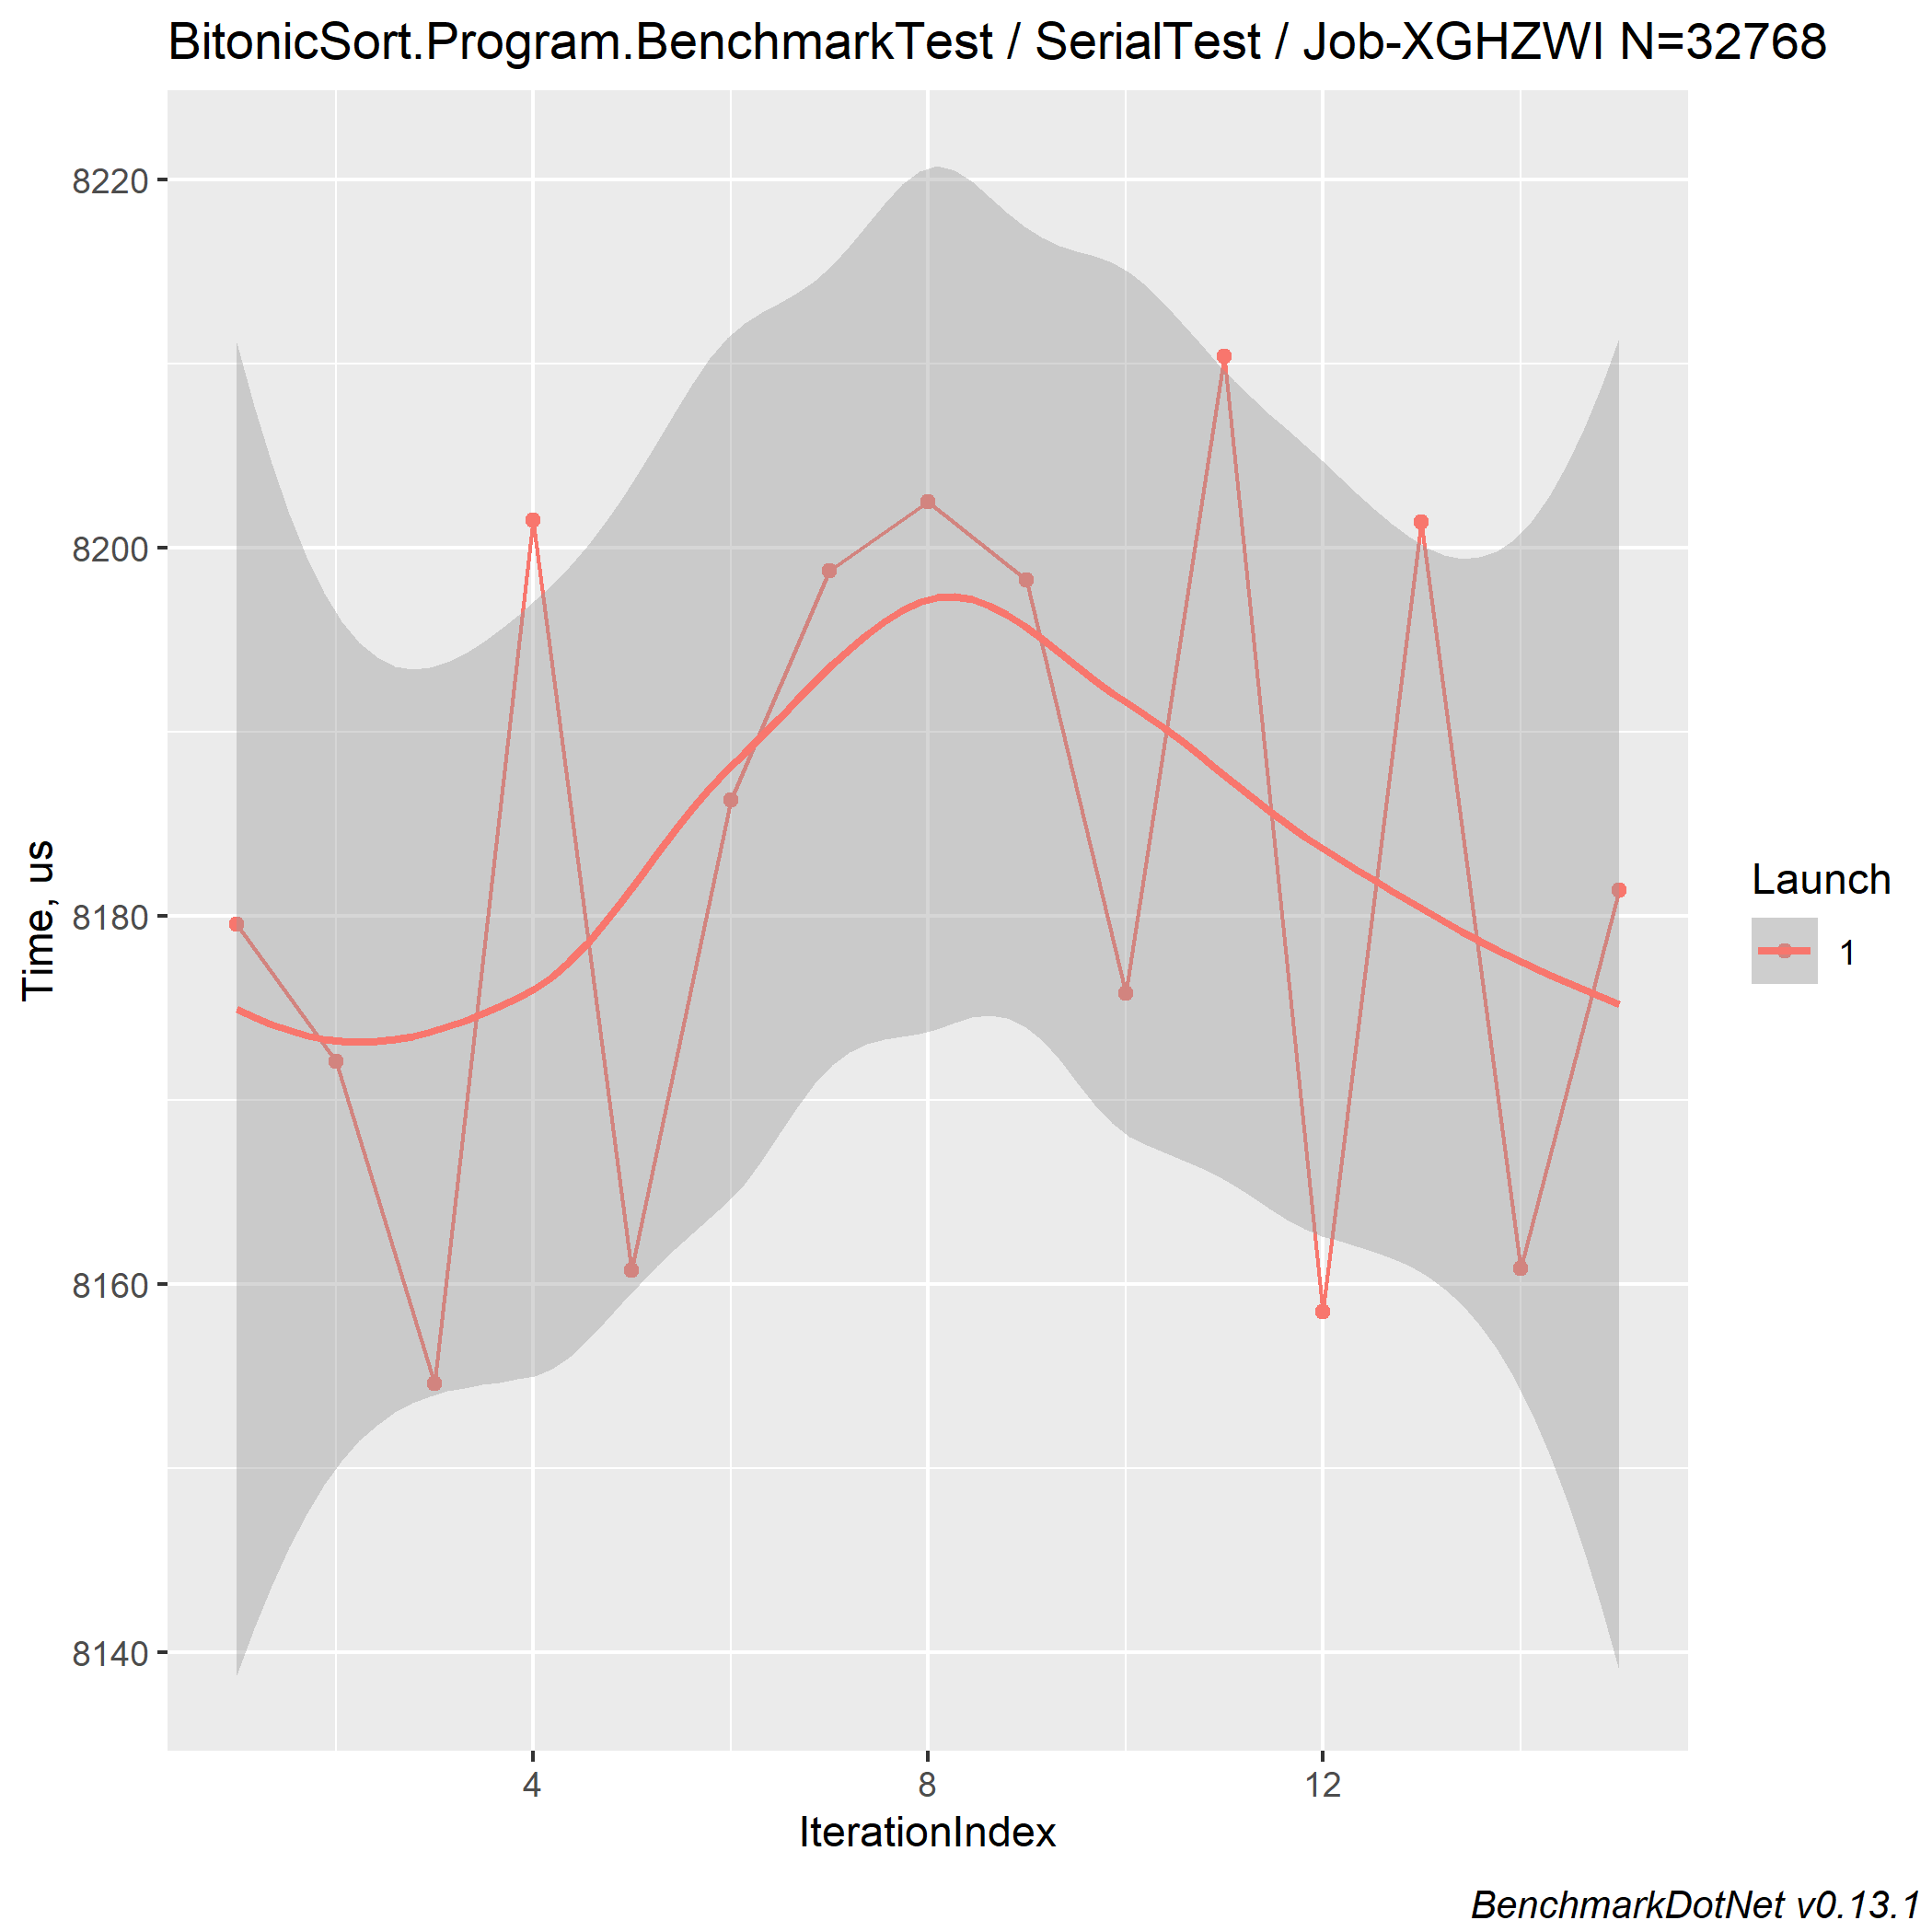 BitonicSort.Program.BenchmarkTest / SerialTest / Job-XGHZWI N=32768
8220
8200
8180
8160
8140
Time, us
4
8
12
IterationIndex
Launch
1
BenchmarkDotNet v0.13.1